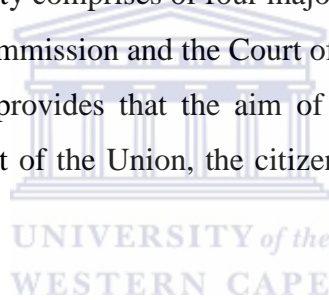 ty comprises of four major
mmission and the Court of
provides that the aim of
t of the Union, the citizen
UNIVERSITY of the
WESTERN CAPE